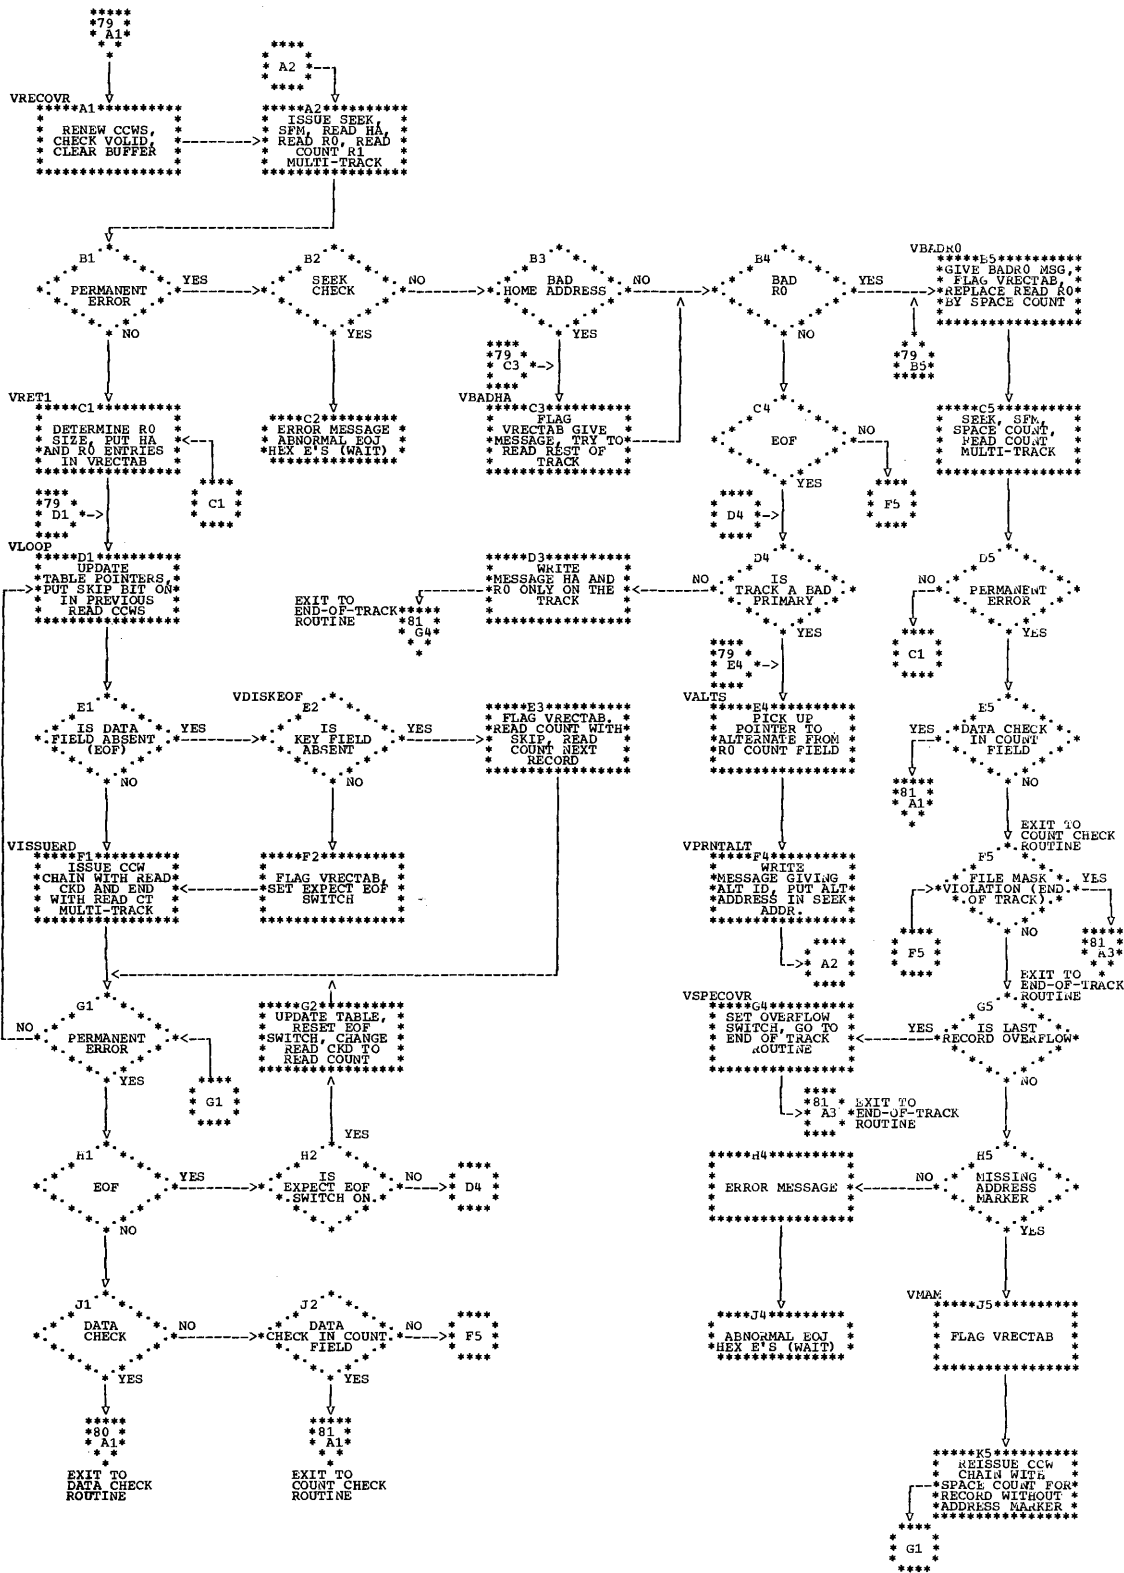 79
A1
A2
VRECOVR
A1
RENEW CCWS,
CHECK VOLID,
CLEAR BUFFER
A2
ISSUE SEEK,
SFM, READ HA,
READ R0, READ
COUNT R1
MULTI-TRACK
B1
PERMANENT
ERROR
YES
NO
B2
SEEK
CHECK
NO
YES
B3
BAD
HOME ADDRESS
NO
YES
B4
BAD
R0
YES
NO
VBADR0
B5
GIVE BADR0 MSG,
FLAG VRECTAB,
REPLACE READ R0
BY SPACE COUNT
79
C3
79
B5
VRET1
C1
DETERMINE R0
SIZE, PUT HA
AND R0 ENTRIES
IN VRECTAB
C2
ERROR MESSAGE
ABNORMAL EOJ
HEX E'S (WAIT)
VBADHA
C3
FLAG
VRECTAB GIVE
MESSAGE, TRY TO
READ REST OF
TRACK
C4
EOF
NO
YES
C5
SEEK, SFM,
SPACE COUNT,
READ COUNT
MULTI-TRACK
79
D1
C1
D4
F5
VLOOP
D1
UPDATE
TABLE POINTERS,
PUT SKIP BIT ON
IN PREVIOUS
READ CCWS
D3
WRITE
MESSAGE HA AND
R0 ONLY ON THE
TRACK
D4
IS
TRACK A BAD
PRIMARY
NO
YES
D5
PERMANENT
ERROR
NO
YES
EXIT TO
END-OF-TRACK
ROUTINE
81
G4
79
E4
C1
E1
IS DATA
FIELD ABSENT
(EOF)
YES
NO
VDISKEOF
E2
IS
KEY FIELD
ABSENT
YES
NO
E3
FLAG VRECTAB.
READ COUNT WITH
SKIP, READ
COUNT NEXT
RECORD
VALTS
E4
PICK UP
POINTER TO
ALTERNATE FROM
R0 COUNT FIELD
E5
DATA CHECK
IN COUNT
FIELD
YES
NO
81
A1
EXIT TO
COUNT CHECK
ROUTINE
VISSUERD
F1
ISSUE CCW
CHAIN WITH READ
CKD AND END
WITH READ CT
MULTI-TRACK
F2
FLAG VRECTAB,
SET EXPECT EOF
SWITCH
VPRNTALT
F4
WRITE
MESSAGE GIVING
ALT ID, PUT ALT
ADDRESS IN SEEK
ADDR.
F5
FILE MASK
VIOLATION (END
OF TRACK)
YES
NO
A2
F5
81
A3
EXIT TO
END-OF-TRACK
ROUTINE
G1
PERMANENT
ERROR
NO
YES
G2
UPDATE TABLE,
RESET EOF
SWITCH, CHANGE
READ CKD TO
READ COUNT
VSPECOVR
G4
SET OVERFLOW
SWITCH, GO TO
END OF TRACK
ROUTINE
G5
IS LAST
RECORD OVERFLOW
YES
NO
G1
81
A3
EXIT TO
END-OF-TRACK
ROUTINE
H1
EOF
YES
NO
H2
IS
EXPECT EOF
SWITCH ON
YES
NO
D4
H4
ERROR MESSAGE
H5
MISSING
ADDRESS
MARKER
NO
YES
J1
DATA
CHECK
NO
YES
J2
DATA
CHECK IN COUNT
FIELD
NO
YES
F5
J4
ABNORMAL EOJ
HEX E'S (WAIT)
VMAM
J5
FLAG VRECTAB
80
A1
EXIT TO
DATA CHECK
ROUTINE
81
A1
EXIT TO
COUNT CHECK
ROUTINE
K5
REISSUE CCW
CHAIN WITH
SPACE COUNT FOR
RECORD WITHOUT
ADDRESS MARKER
G1